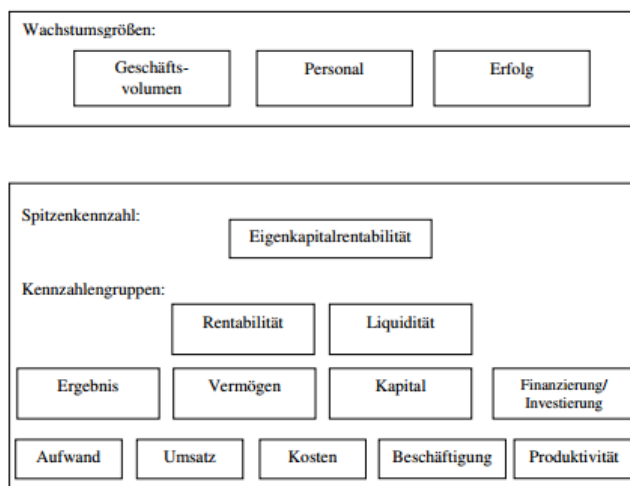 Wachstumsgrößen:
Geschäfts-
volumen
Personal
Erfolg
Spitzenkennzahl:
Eigenkapitalrentabilität
Kennzahlengruppen:
Rentabilität
Liquidität
Ergebnis
Vermögen
Kapital
Finanzierung/
Investierung
Aufwand
Umsatz
Kosten
Beschäftigung
Produktivität